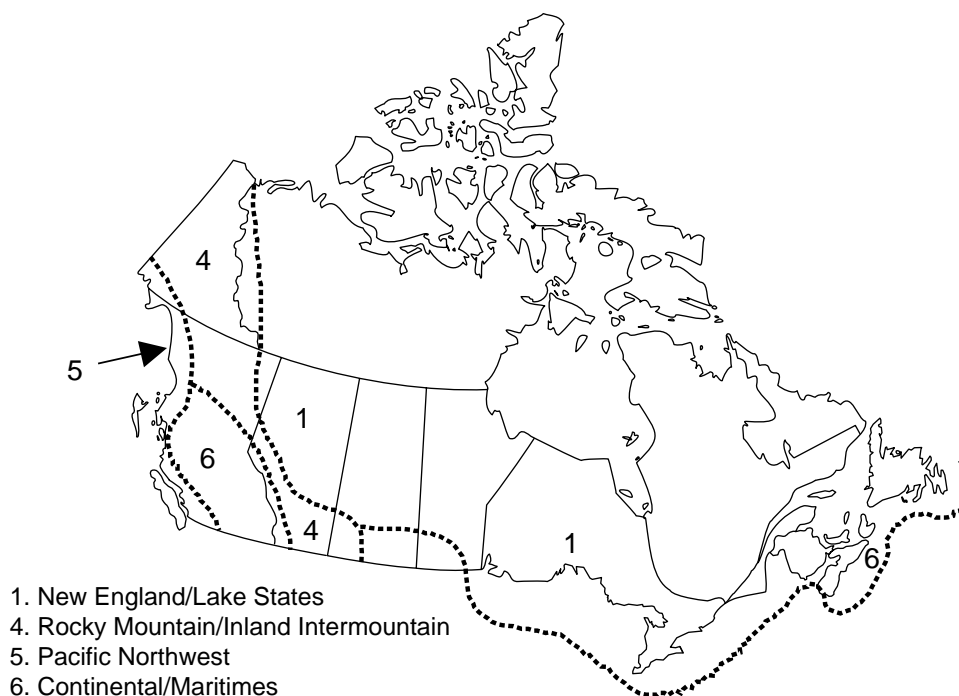 4
5
1
6
4
1
6
1. New England/Lake States
4. Rocky Mountain/Inland Intermountain
5. Pacific Northwest
6. Continental/Maritimes